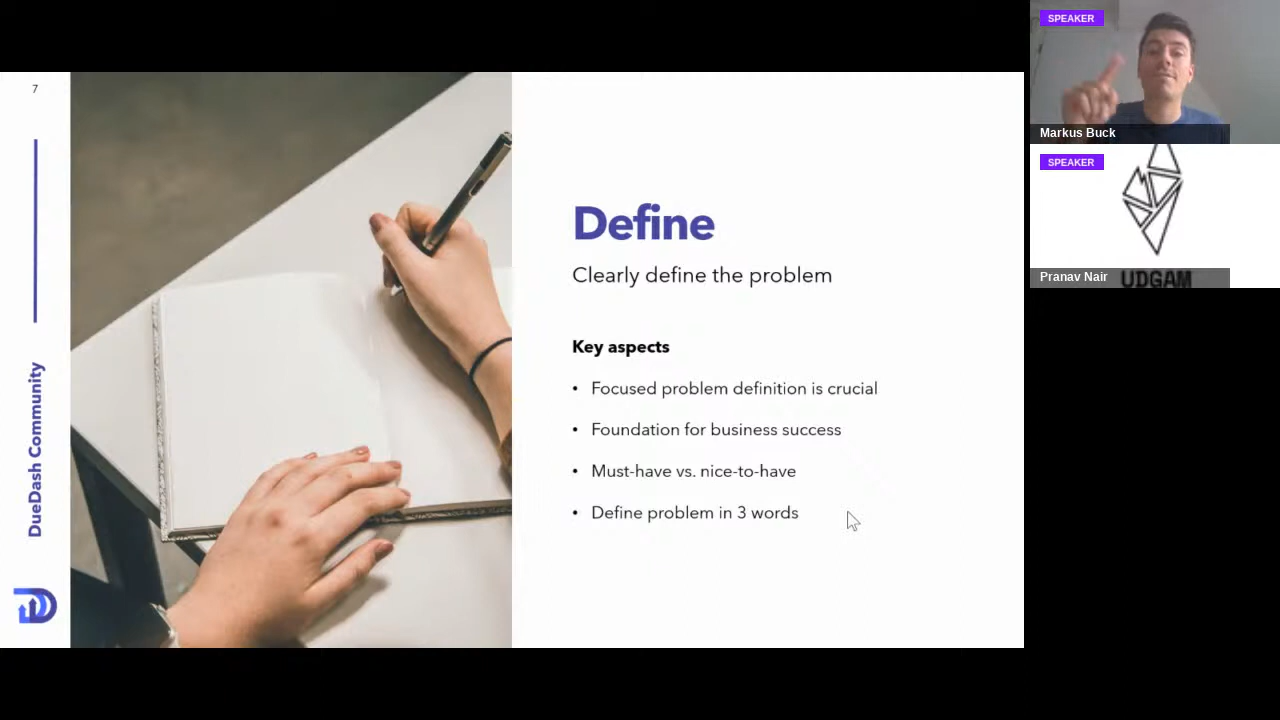 7
DueDash Community
Define
Clearly define the problem
Key aspects
• Focused problem definition is crucial
• Foundation for business success
• Must-have vs. nice-to-have
• Define problem in 3 words
SPEAKER
Markus Buck
SPEAKER
UDGAM
Pranav Nair